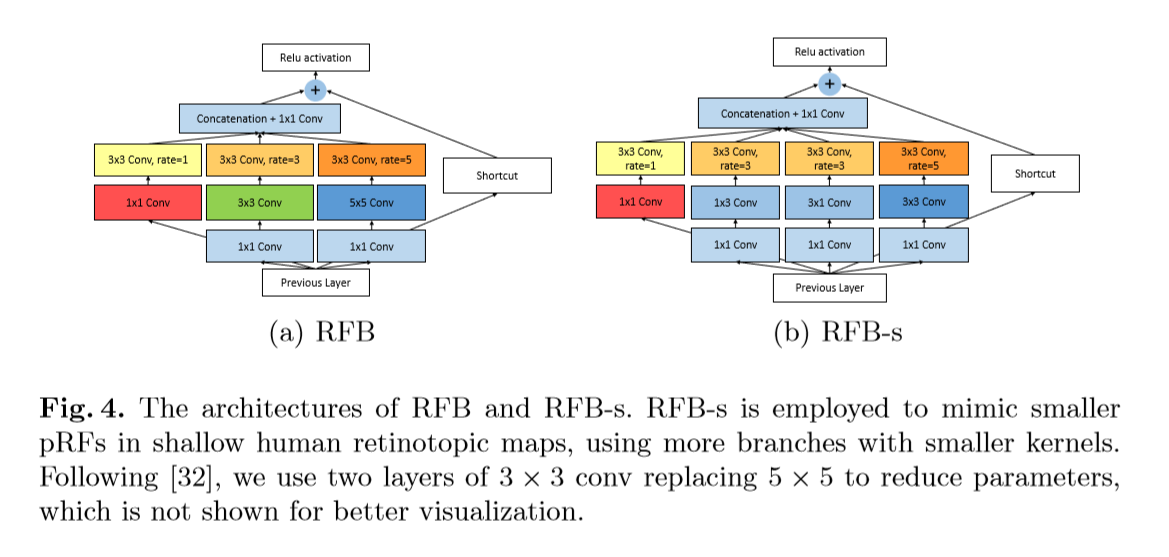 Relu activation
+
Concatenation + 1x1 Conv
3x3 Conv, rate=1
3x3 Conv, rate=3
3x3 Conv, rate=5
Shortcut
1x1 Conv
3x3 Conv
5x5 Conv
1x1 Conv
1x1 Conv
Previous Layer
(a) RFB
Relu activation
+
Concatenation + 1x1 Conv
3x3 Conv,
rate=1
3x3 Conv,
rate=3
3x3 Conv,
rate=3
3x3 Conv,
rate=5
Shortcut
1x1 Conv
1x3 Conv
3x1 Conv
3x3 Conv
1x1 Conv
1x1 Conv
1x1 Conv
Previous Layer
(b) RFB-s
Fig. 4. The architectures of RFB and RFB-s. RFB-s is employed to mimic smaller
pRFs in shallow human retinotopic maps, using more branches with smaller kernels.
Following [32], we use two layers of 3 × 3 conv replacing 5 × 5 to reduce parameters,
which is not shown for better visualization.